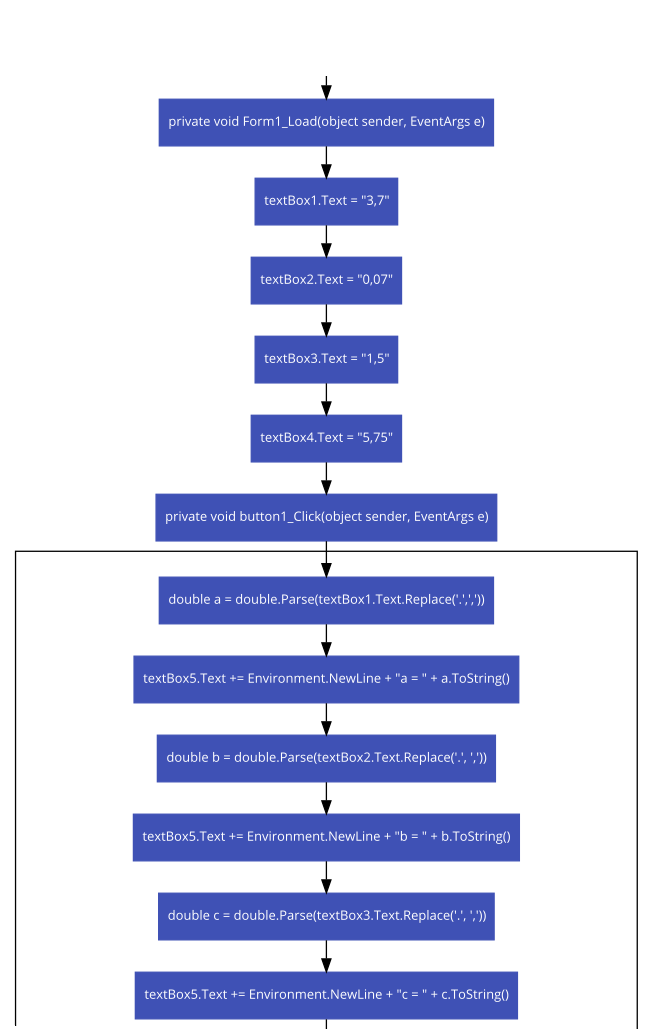 private void Form1_Load(object sender, EventArgs e)
textBox1.Text = "3,7"
textBox2.Text = "0,07"
textBox3.Text = "1,5"
textBox4.Text = "5,75"
private void button1_Click(object sender, EventArgs e)
double a = double.Parse(textBox1.Text.Replace('.',','))
textBox5.Text += Environment.NewLine + "a = " + a.ToString()
double b = double.Parse(textBox2.Text.Replace('.', ','))
textBox5.Text += Environment.NewLine + "b = " + b.ToString()
double c = double.Parse(textBox3.Text.Replace('.', ','))
textBox5.Text += Environment.NewLine + "c = " + c.ToString()